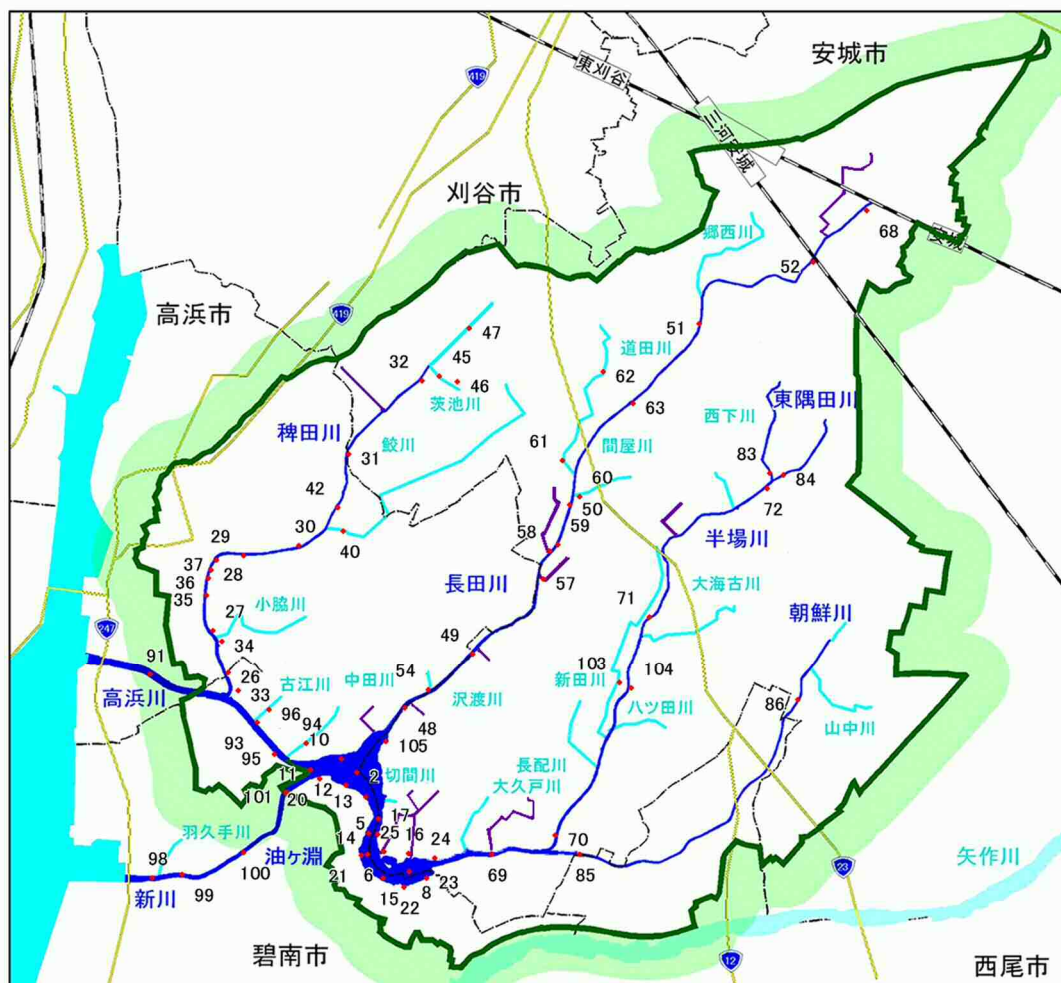 安城市
東刈谷
419
三河安城
刈谷市
郷西川
68
安城
52
高浜市
419
51
47
道田川
32
45
62
46
茨池川
63
東隅田川
西下川
稗田川
鮫川
間屋川
31
61
83
60
84
42
50
72
59
30
58
半場川
29
40
37
28
57
大海古川
36
長田川
35
71
朝鮮川
小脇川
27
247
34
49
103
104
91
26
54
新田川
中田川
33
古江川
沢渡川
86
高浜川
96
八ツ田川
48
山中川
94
10
93
105
95
長配川
11
2
切間川
大久戸川
101
20
12
13
17
5
羽久手川
25
16
14
24
70
98
油ヶ淵
矢作川
100
21
69
85
99
6
23
新川
15
8
23
22
碧南市
12
西尾市